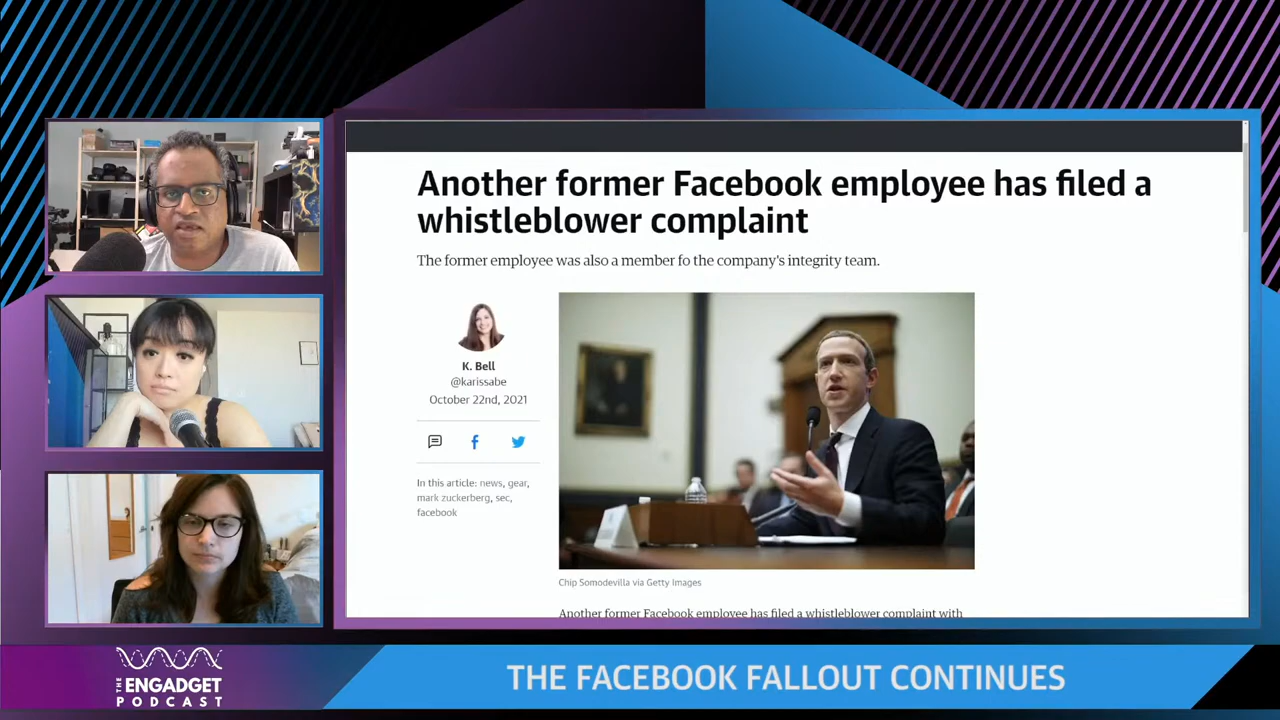 Another former Facebook employee has filed a
whistleblower complaint
The former employee was also a member fo the company's integrity team.
K. Bell
@karissabe
October 22nd, 2021
In this article: news, gear,
mark zuckerberg, sec,
facebook
Chip Somodevilla via Getty Images
Another former Facebook employee has filed a whistleblower complaint with
THE ENGADGET
PODCAST
THE FACEBOOK FALLOUT CONTINUES